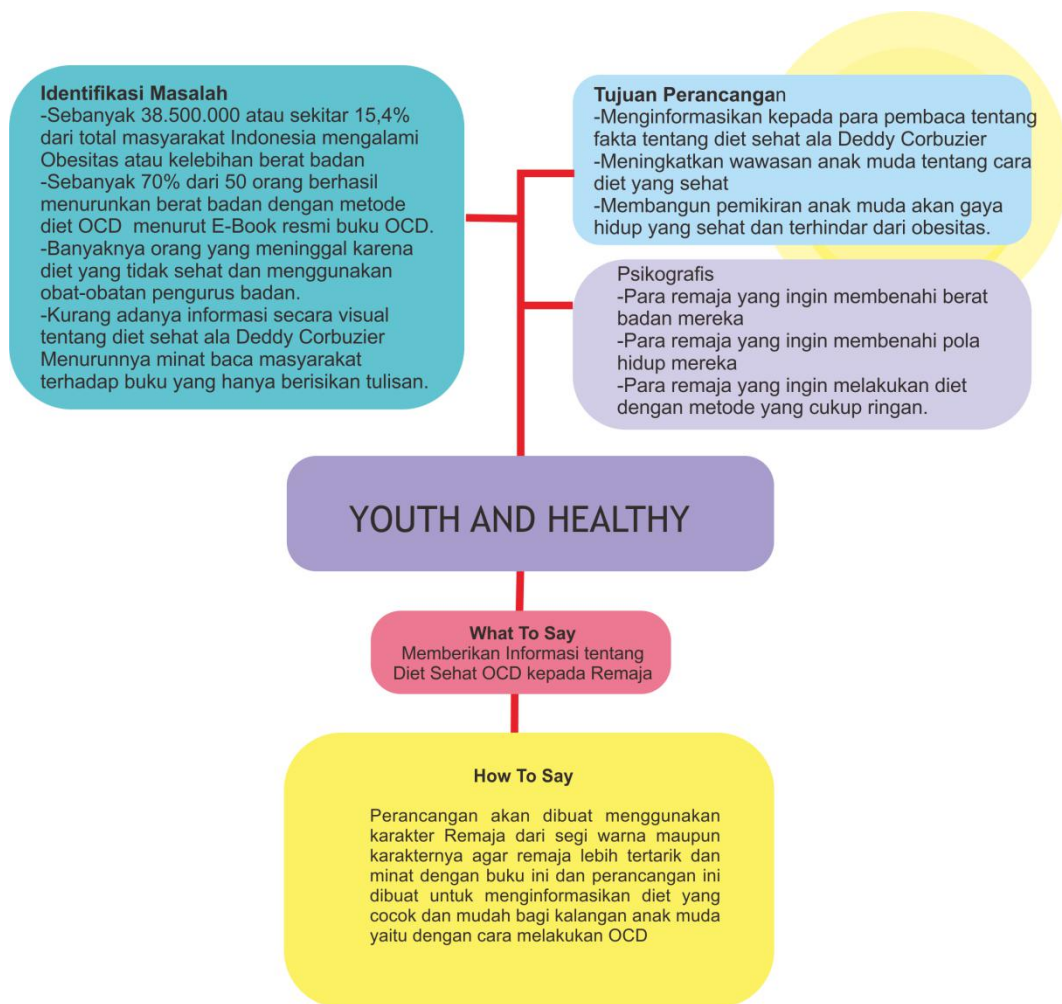 Identifikasi Masalah
-Sebanyak 38.500.000 atau sekitar 15,4%
dari total masyarakat Indonesia mengalami
Obesitas atau kelebihan berat badan
-Sebanyak 70% dari 50 orang berhasil
menurunkan berat badan dengan metode
diet OCD menurut E-Book resmi buku OCD.
-Banyaknya orang yang meninggal karena
diet yang tidak sehat dan menggunakan
obat-obatan pengurus badan.
-Kurang adanya informasi secara visual
tentang diet sehat ala Deddy Corbuzier
Menurunnya minat baca masyarakat
terhadap buku yang hanya berisikan tulisan.
Tujuan Perancangan
-Menginformasikan kepada para pembaca tentang
fakta tentang diet sehat ala Deddy Corbuzier
-Meningkatkan wawasan anak muda tentang cara
diet yang sehat
-Membangun pemikiran anak muda akan gaya
hidup yang sehat dan terhindar dari obesitas.
Psikografis
-Para remaja yang ingin membenahi berat
badan mereka
-Para remaja yang ingin membenahi pola
hidup mereka
-Para remaja yang ingin melakukan diet
dengan metode yang cukup ringan.
YOUTH AND HEALTHY
What To Say
Memberikan Informasi tentang
Diet Sehat OCD kepada Remaja
How To Say
Perancangan akan dibuat menggunakan
karakter Remaja dari segi warna maupun
karakternya agar remaja lebih tertarik dan
minat dengan buku ini dan perancangan ini
dibuat untuk menginformasikan diet yang
cocok dan mudah bagi kalangan anak muda
yaitu dengan cara melakukan OCD